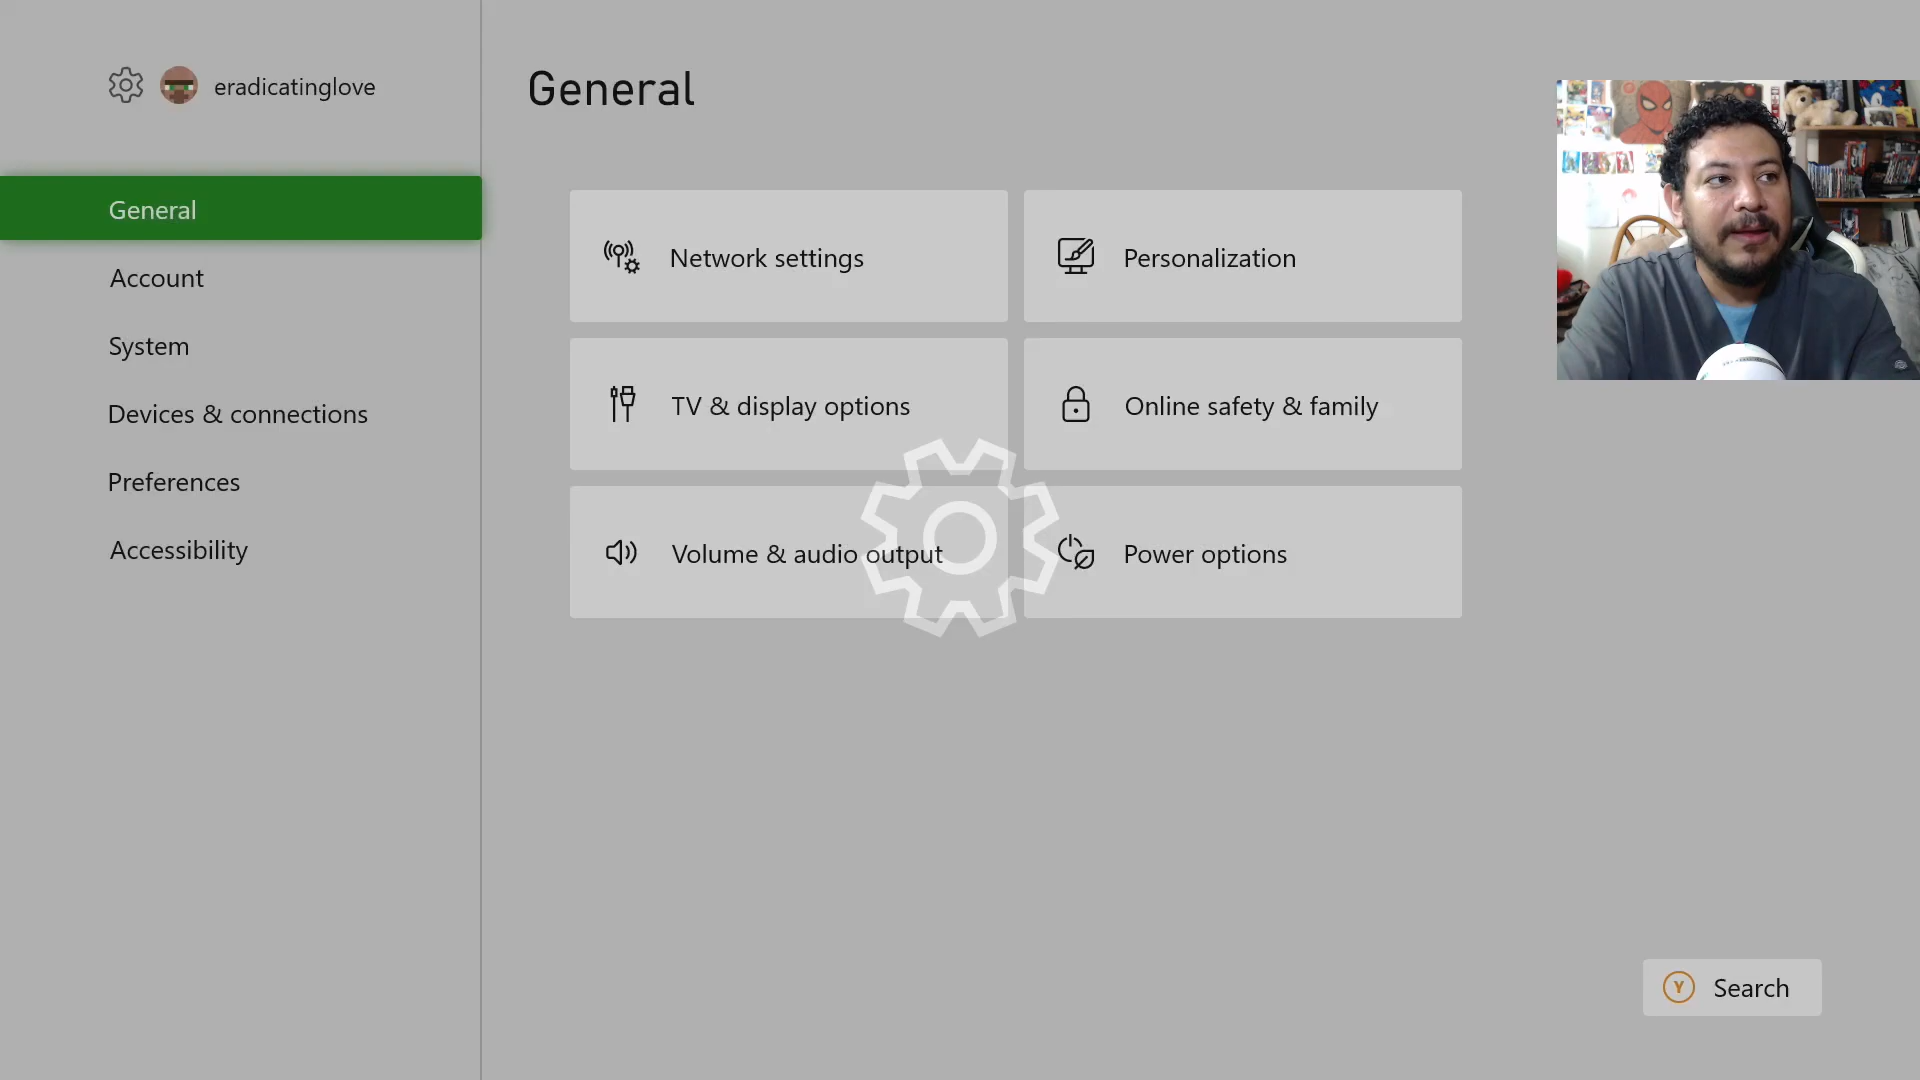 eradicatinglove
General
General
Account
System
Devices & connections
Preferences
Accessibility
Network settings
Personalization
TV & display options
Online safety & family
Volume & audio output
Power options
Y Search